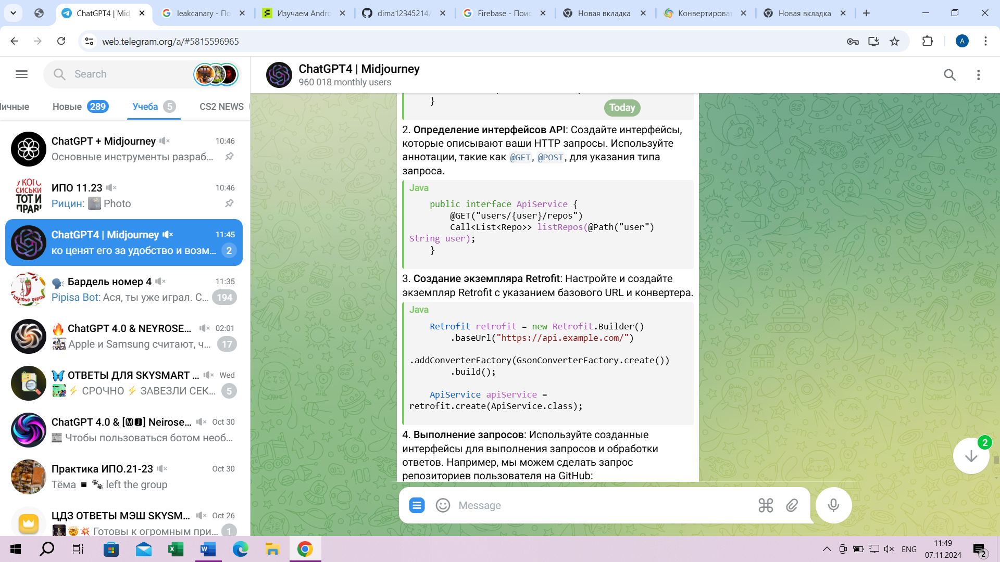 ChatGPT4 | Mid
leakcanary - По
Изучаем Andro
dima12345214/
Firebase - Поис
Новая вкладка
Конвертироват
Новая вкладка
web.telegram.org/a/#5815596965
A
Search
ChatGPT4 | Midjourney
960 018 monthly users
ичные
Новые 289
Учеба 5
CS2 NEWS
ChatGPT + Midjourney 10:46
Основные инструменты разраб...
У КОГО
СИСЬКИ
ТОТ И
ПРАВ
ИПО 11.23 10:46
Рицин: Photo
ChatGPT4 | Midjourney 11:45
ко ценят его за удобство и возм... 2
Бардель номер 4 11:35
Pipisa Bot: Ася, ты уже играл. С... 194
ChatGPT 4.0 & NEYROSE... 02:01
Apple и Samsung считают, ч... 17
ОТВЕТЫ ДЛЯ SKYSMART ... Wed
⚡ СРОЧНО ⚡ ЗАВЕЗЛИ СЕК... 5
ChatGPT 4.0 & [🅼🅹] Neirose... Oct 30
Чтобы пользоваться ботом необ...
Практика ИПО.21-23 Oct 30
Тёма ◾ 🐾 left the group
ЦДЗ ОТВЕТЫ МЭШ SKYSM... Oct 26
🤯💥 Готовы к огромным при... 1
}
Today
2. Определение интерфейсов API: Создайте интерфейсы,
которые описывают ваши HTTP запросы. Используйте
аннотации, такие как @GET, @POST, для указания типа
запроса.
Java
public interface ApiService {
@GET("users/{user}/repos")
Call<List<Repo>> listRepos(@Path("user")
String user);
}
3. Создание экземпляра Retrofit: Настройте и создайте
экземпляр Retrofit с указанием базового URL и конвертера.
Java
Retrofit retrofit = new Retrofit.Builder()
.baseUrl("https://api.example.com/")
.addConverterFactory(GsonConverterFactory.create())
.build();
ApiService apiService =
retrofit.create(ApiService.class);
4. Выполнение запросов: Используйте созданные
интерфейсы для выполнения запросов и обработки
ответов. Например, мы можем сделать запрос
репозиториев пользователя на GitHub:
2
Message
ENG
11:49
07.11.2024
2